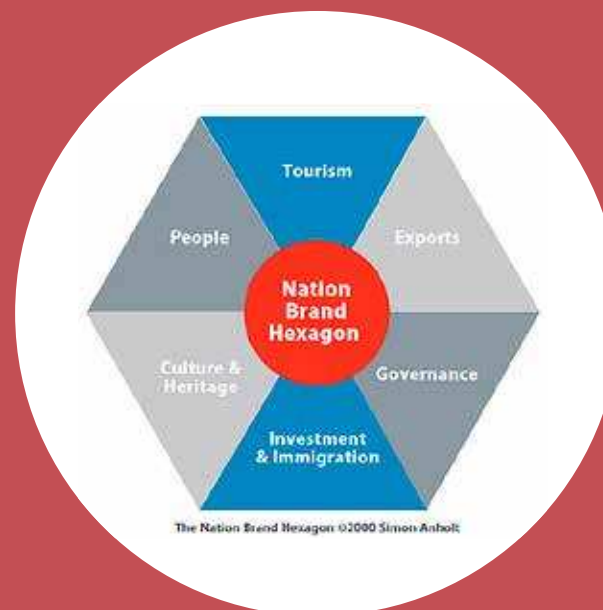 Tourism
People
Exports
Nation
Brand
Hexagon
Culture &
Heritage
Governance
Investment
& Immigration
The Nation Brand Hexagon ©2000 Simon Anholt